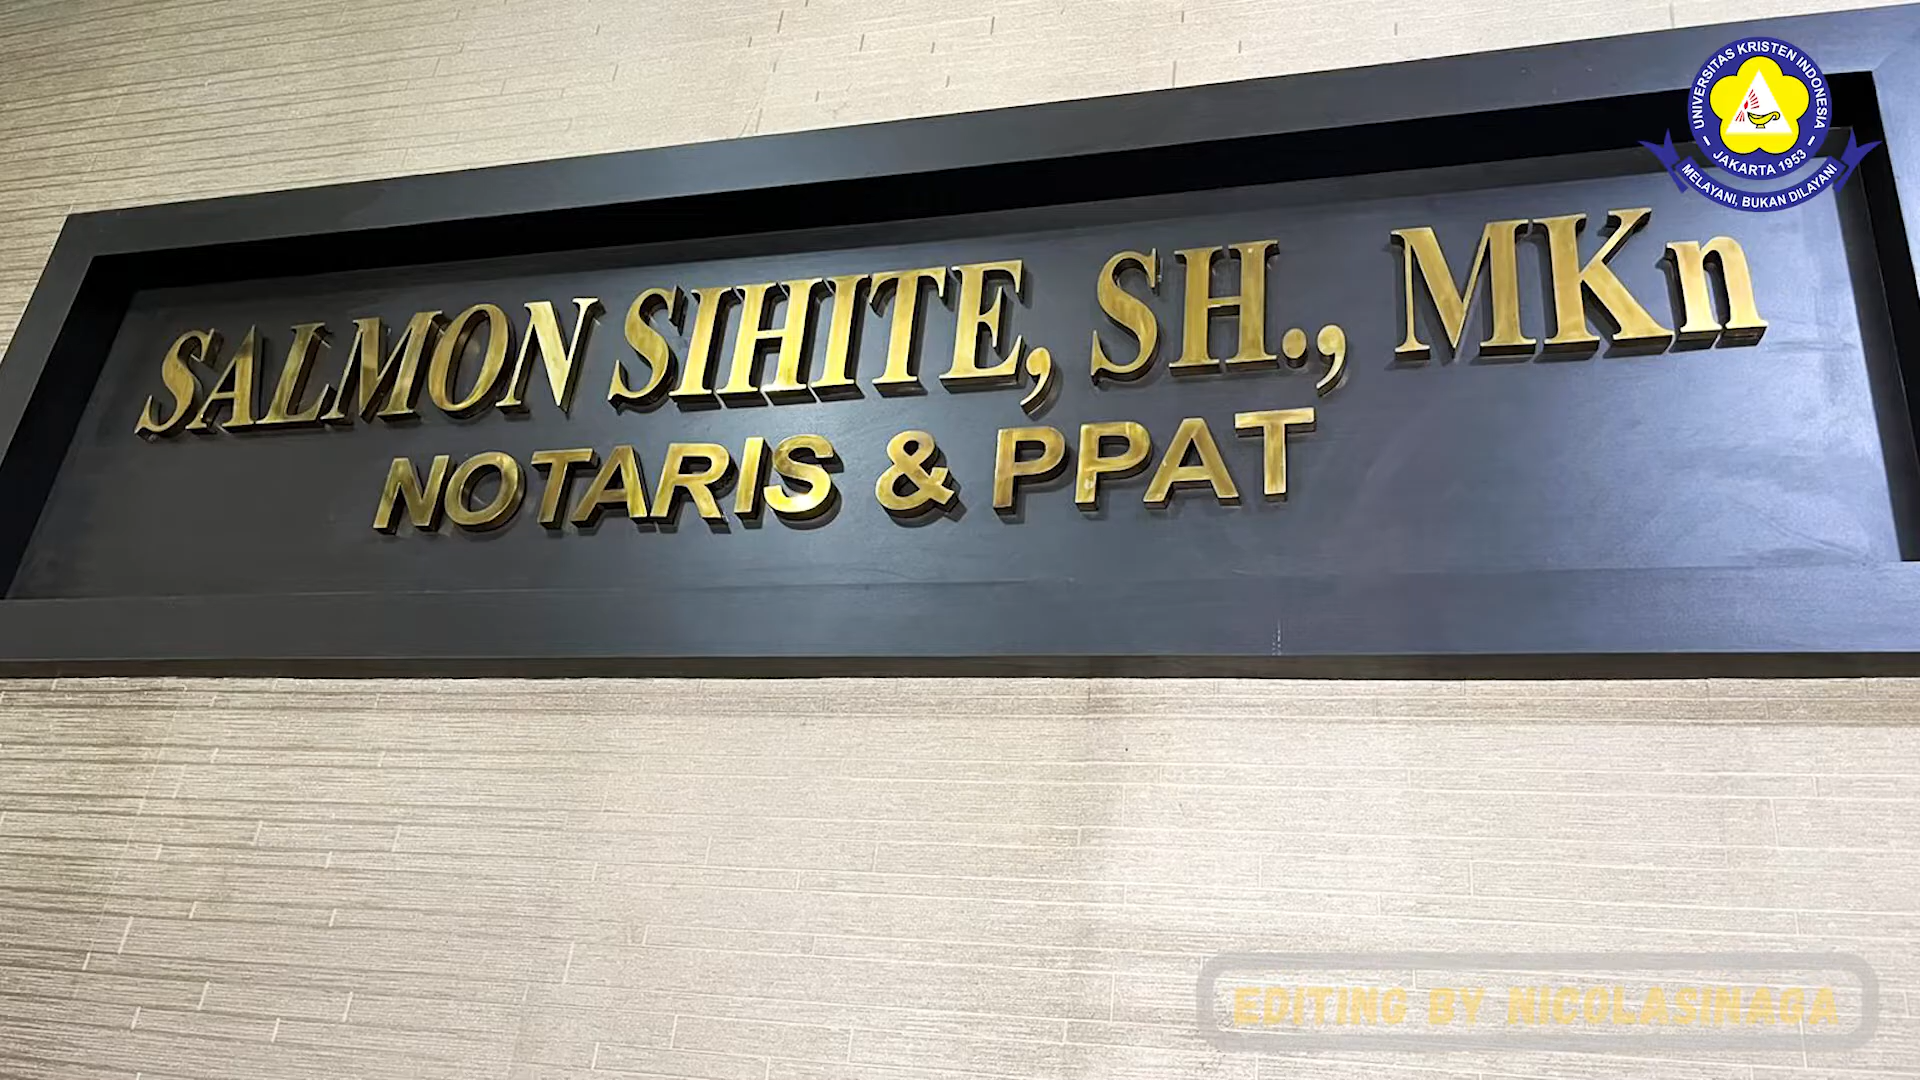 UNIVERSITAS KRISTEN INDONESIA
JAKARTA 1953
MELAYANI, BUKAN DILAYANI
SALMON SIHITE, SH., MKn
NOTARIS & PPAT
EDITING BY NICOLASINAGA